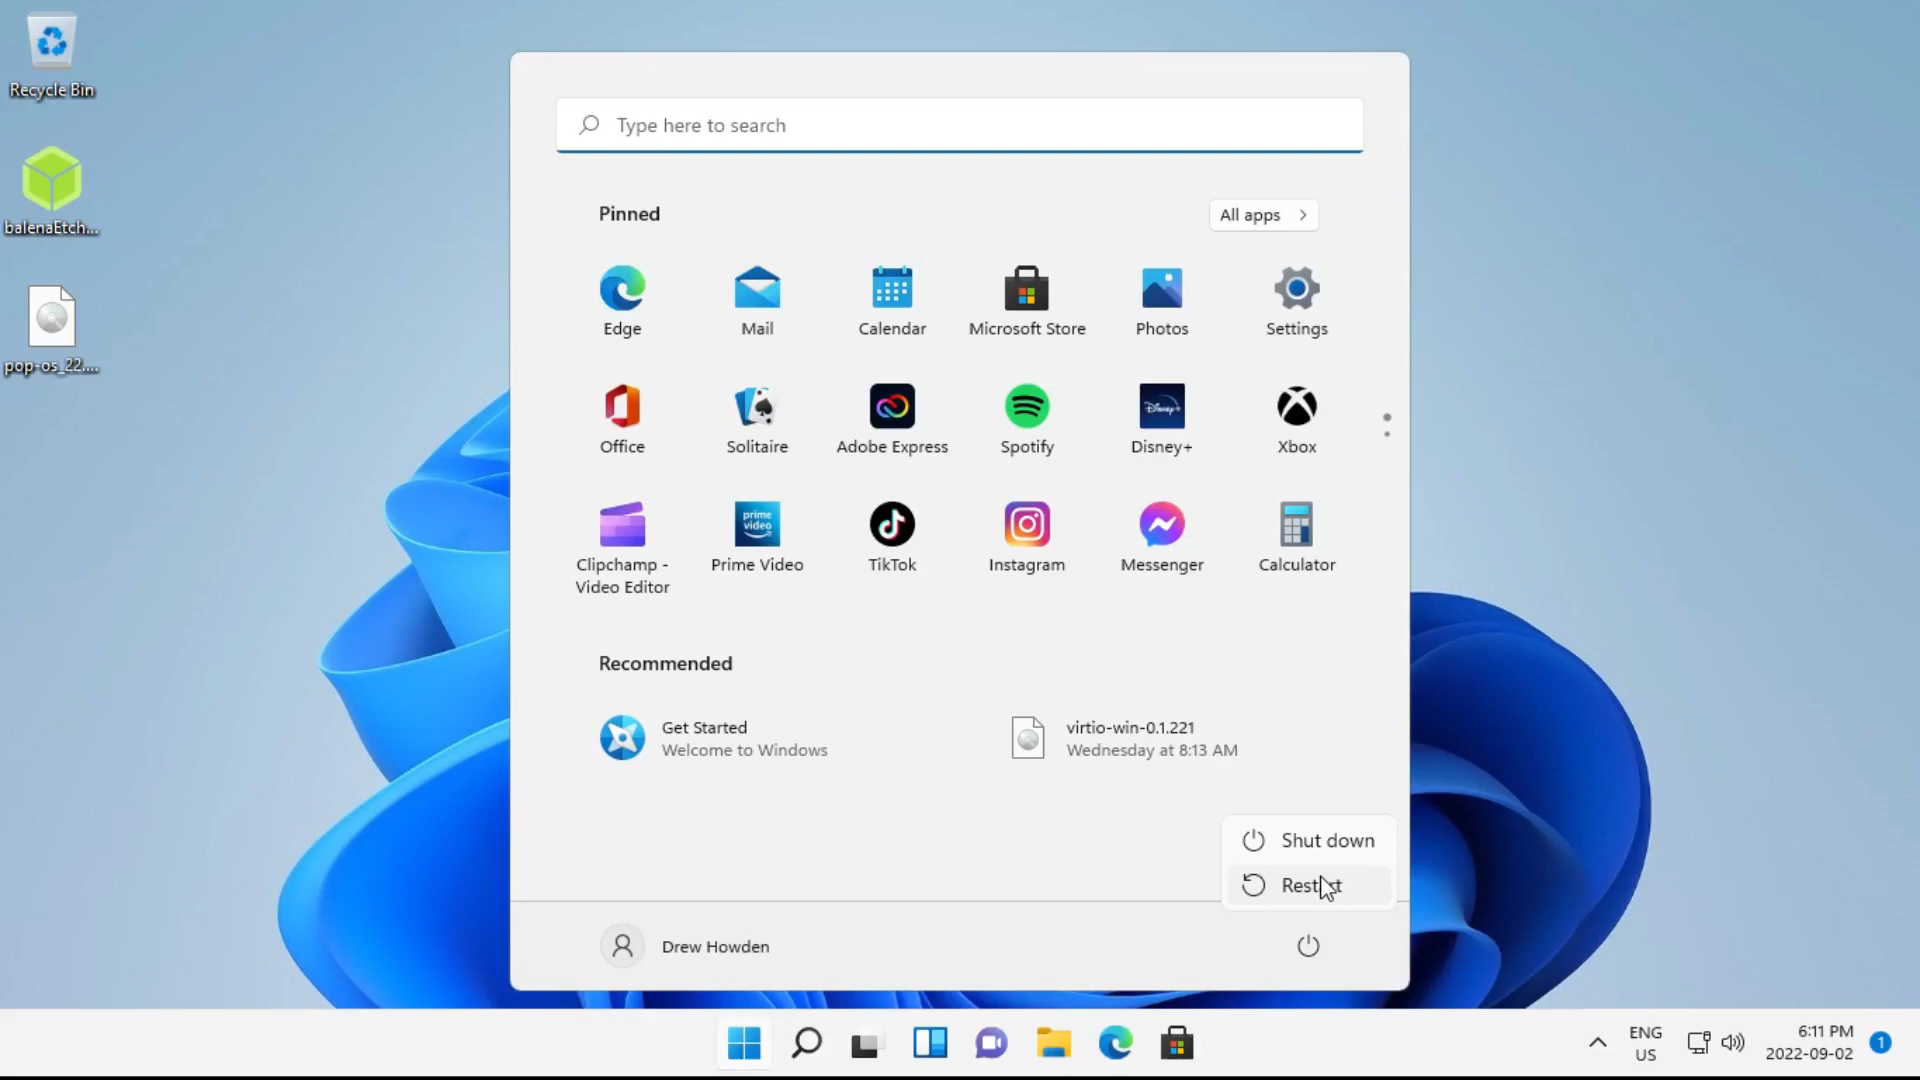 Recycle Bin
balenaEtch...
pop-os_22....
Type here to search
Pinned
All apps
Edge
Mail
Calendar
Microsoft Store
Photos
Settings
Office
Solitaire
Adobe Express
Spotify
Disney+
Disney+
Xbox
prime
video
Clipchamp -
Video Editor
Prime Video
TikTok
Instagram
Messenger
Calculator
Recommended
Get Started
Welcome to Windows
virtio-win-0.1.221
Wednesday at 8:13 AM
Shut down
Restart
Drew Howden
ENG
US
6:11 PM
2022-09-02
1